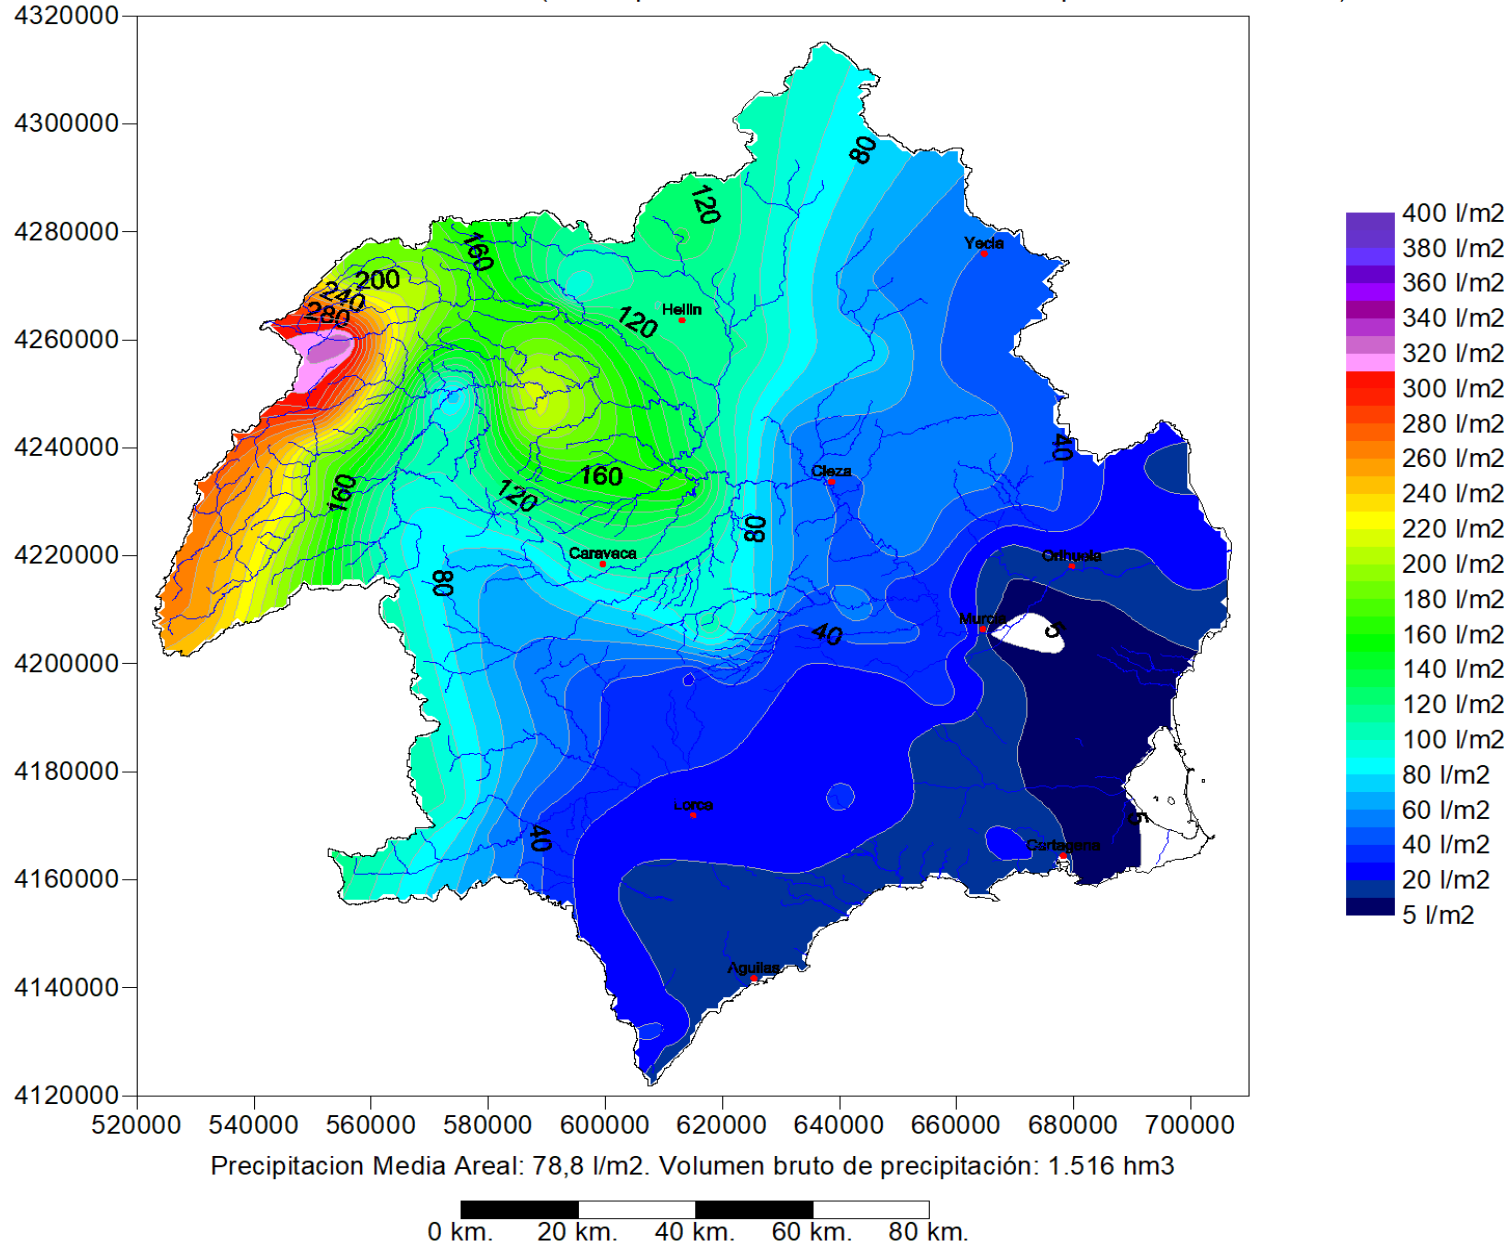 4320000
4300000
4280000
4260000
4240000
4220000
4200000
4180000
4160000
4140000
4120000
520000 540000 560000 580000 600000 620000 640000 660000 680000 700000
80
120
160
200
240
280
Yecla
Hellin
120
40
160
160
120
Cieza
80
Caravaca
Orihuela
80
Murcia
5
40
Lorca
40
5
Cartagena
Aguilas
400 l/m2
380 l/m2
360 l/m2
340 l/m2
320 l/m2
300 l/m2
280 l/m2
260 l/m2
240 l/m2
220 l/m2
200 l/m2
180 l/m2
160 l/m2
140 l/m2
120 l/m2
100 l/m2
80 l/m2
60 l/m2
40 l/m2
20 l/m2
5 l/m2
Precipitacion Media Areal: 78,8 l/m2. Volumen bruto de precipitación: 1.516 hm3
0 km. 20 km. 40 km. 60 km. 80 km.